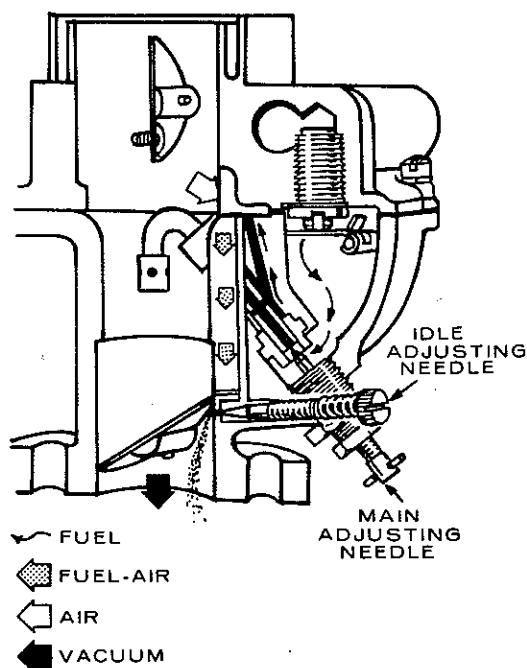 IDLE
ADJUSTING
NEEDLE
MAIN
ADJUSTING
NEEDLE
FUEL
FUEL-AIR
AIR
VACUUM